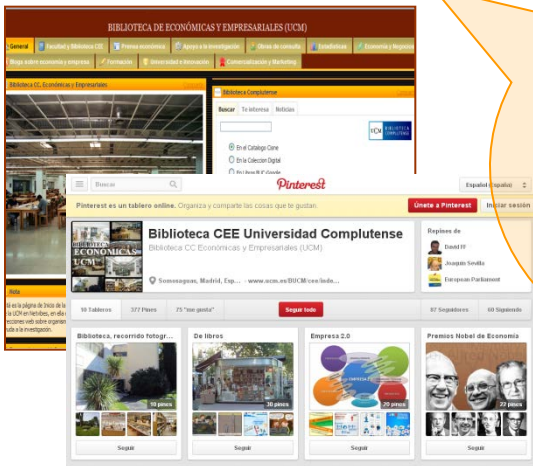 BIBLIOTECA DE ECONÓMICAS Y EMPRESARIALES (UCM)
General Facultad y Biblioteca CEE Prensa económica Apoyo a la investigación Obras de consulta Estadísticas Economía y Negocios
Blogs sobre economía y empresa Formación Universidad e Innovación Comercialización y Marketing
Biblioteca CC. Económicas y Empresariales
Biblioteca Complutense
Buscar Te interesa Noticias
UCM BIBLIOTECA COMPLUTENSE
En el Catálogo Cisne
En la Colección Digital
Nota
Buscar
Pinterest
Español (España)
Pinterest es un tablero online. Organiza y comparte las cosas que te gustan.
Únete a Pinterest
Iniciar sesión
BIBLIOTECA
ECONÓMICAS
UCM
Biblioteca CEE Universidad Complutense
Biblioteca CC Económicas y Empresariales (UCM)
Somosaguas, Madrid, Esp... · www.ucm.es/BUCM/cee/inde...
Repines de
David FF
Joaquín Sevilla
European Parliament
18 Tableros
377 Pines
75 "me gusta"
Seguir todo
87 Seguidores
60 Siguiendo
Biblioteca, recorrido fotogr...
De libros
Empresa 2.0
Premios Nobel de Economía
10 pines
30 pines
29 pines
22 pines
Seguir
Seguir
Seguir
Seguir